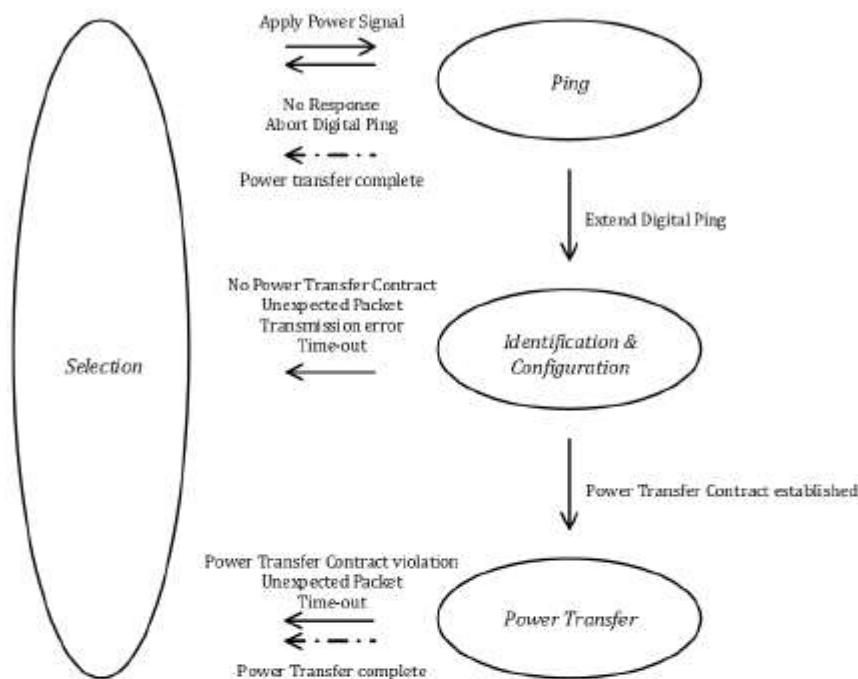 Apply Power Signal
Ping
No Response
Abort Digital Ping
Power transfer complete
Extend Digital Ping
No Power Transfer Contract
Unexpected Packet
Transmission error
Time-out
Identification &
Configuration
Selection
Power Transfer Contract established
Power Transfer Contract violation
Unexpected Packet
Time-out
Power Transfer
Power Transfer complete